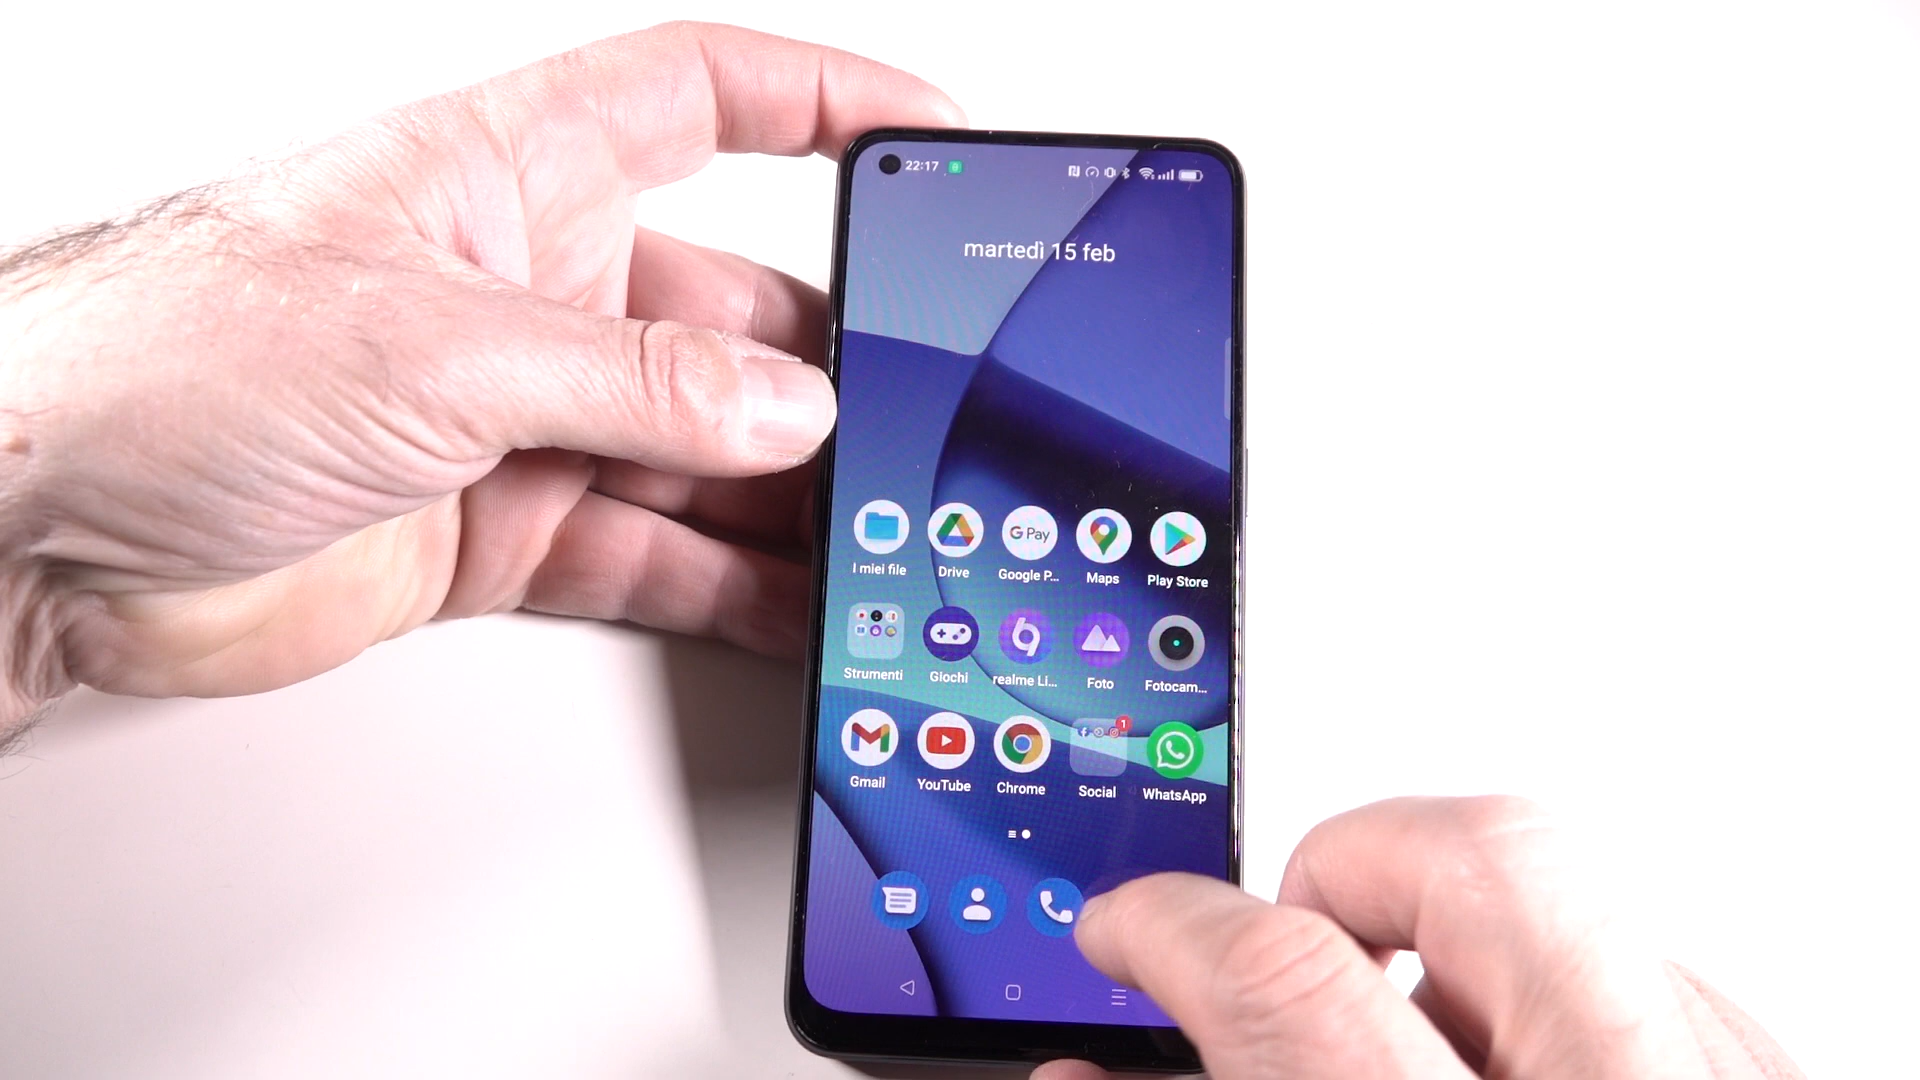 22:17
martedì 15 feb
G Pay
I miei file
Drive
Google P...
Maps
Play Store
Strumenti
Giochi
realme Li...
Foto
Fotocam...
1
Gmail
YouTube
Chrome
Social
WhatsApp